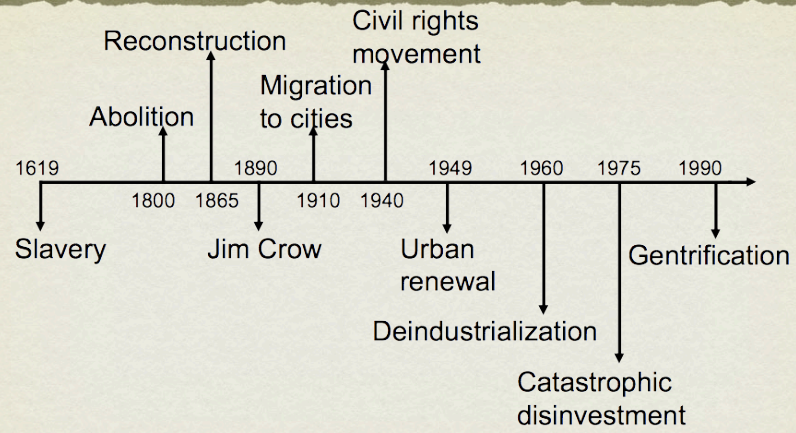 Civil rights
movement
Reconstruction
Migration
to cities
Abolition
1619
1890
1949
1960
1975
1990
1800
1865
1910
1940
Slavery
Jim Crow
Urban
renewal
Gentrification
Deindustrialization
Catastrophic
disinvestment